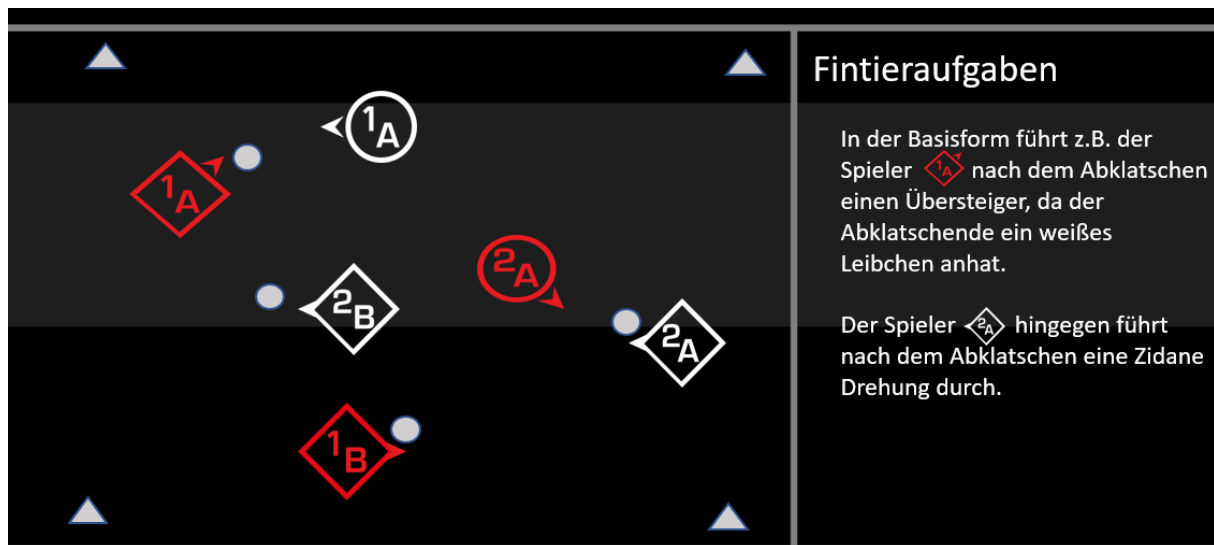 Fintieraufgaben
1A
1A
In der Basisform führt z.B. der
Spieler 1A nach dem Abklatschen
einen Übersteiger, da der
Abklatschende ein weißes
Leibchen anhat.
2A
2B
2A
Der Spieler 2A hingegen führt
nach dem Abklatschen eine Zidane
Drehung durch.
1B